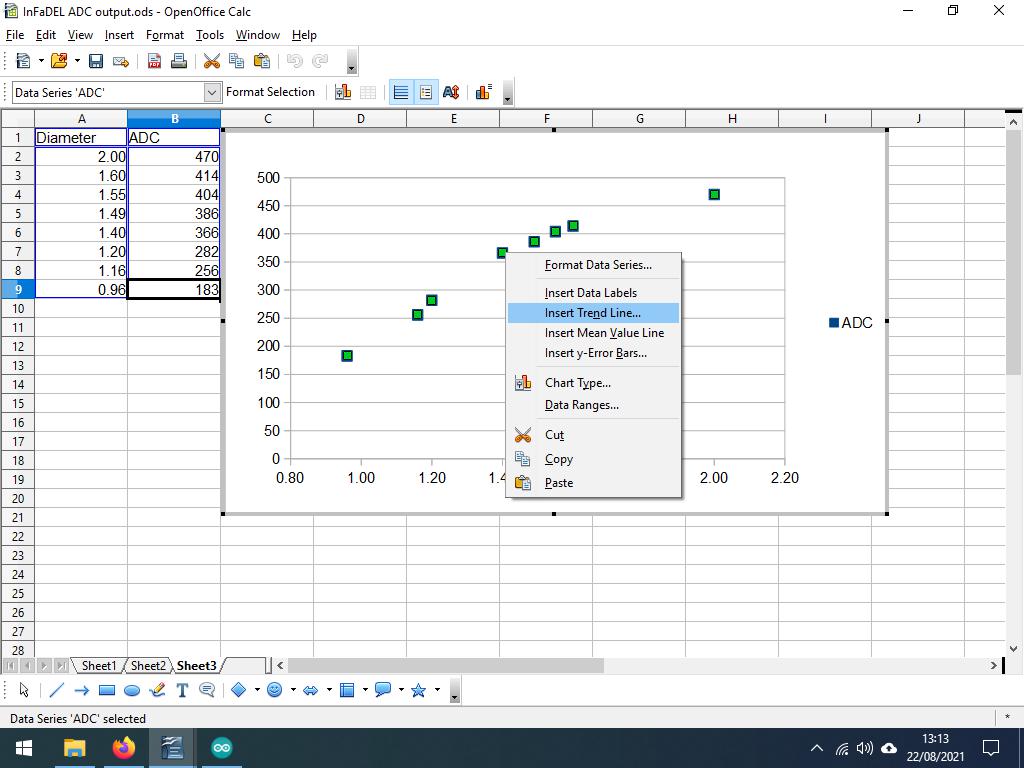 InFaDEL ADC output.ods - OpenOffice Calc
File Edit View Insert Format Tools Window Help
Data Series 'ADC' Format Selection
A B C D E F G H I J
1 Diameter ADC
2 2.00 470
3 1.60 414
4 1.55 404
5 1.49 386
6 1.40 366
7 1.20 282
8 1.16 256
9 0.96 183
10
11
12
13
14
15
16
17
18
19
20
21
22
23
24
25
26
27
28
500
450
400
350
300
250
200
150
100
50
0
0.80 1.00 1.20 1.4 2.00 2.20
ADC
Format Data Series...
Insert Data Labels
Insert Trend Line...
Insert Mean Value Line
Insert y-Error Bars...
Chart Type...
Data Ranges...
Cut
Copy
Paste
Sheet1 Sheet2 Sheet3
Data Series 'ADC' selected *
13:13
22/08/2021